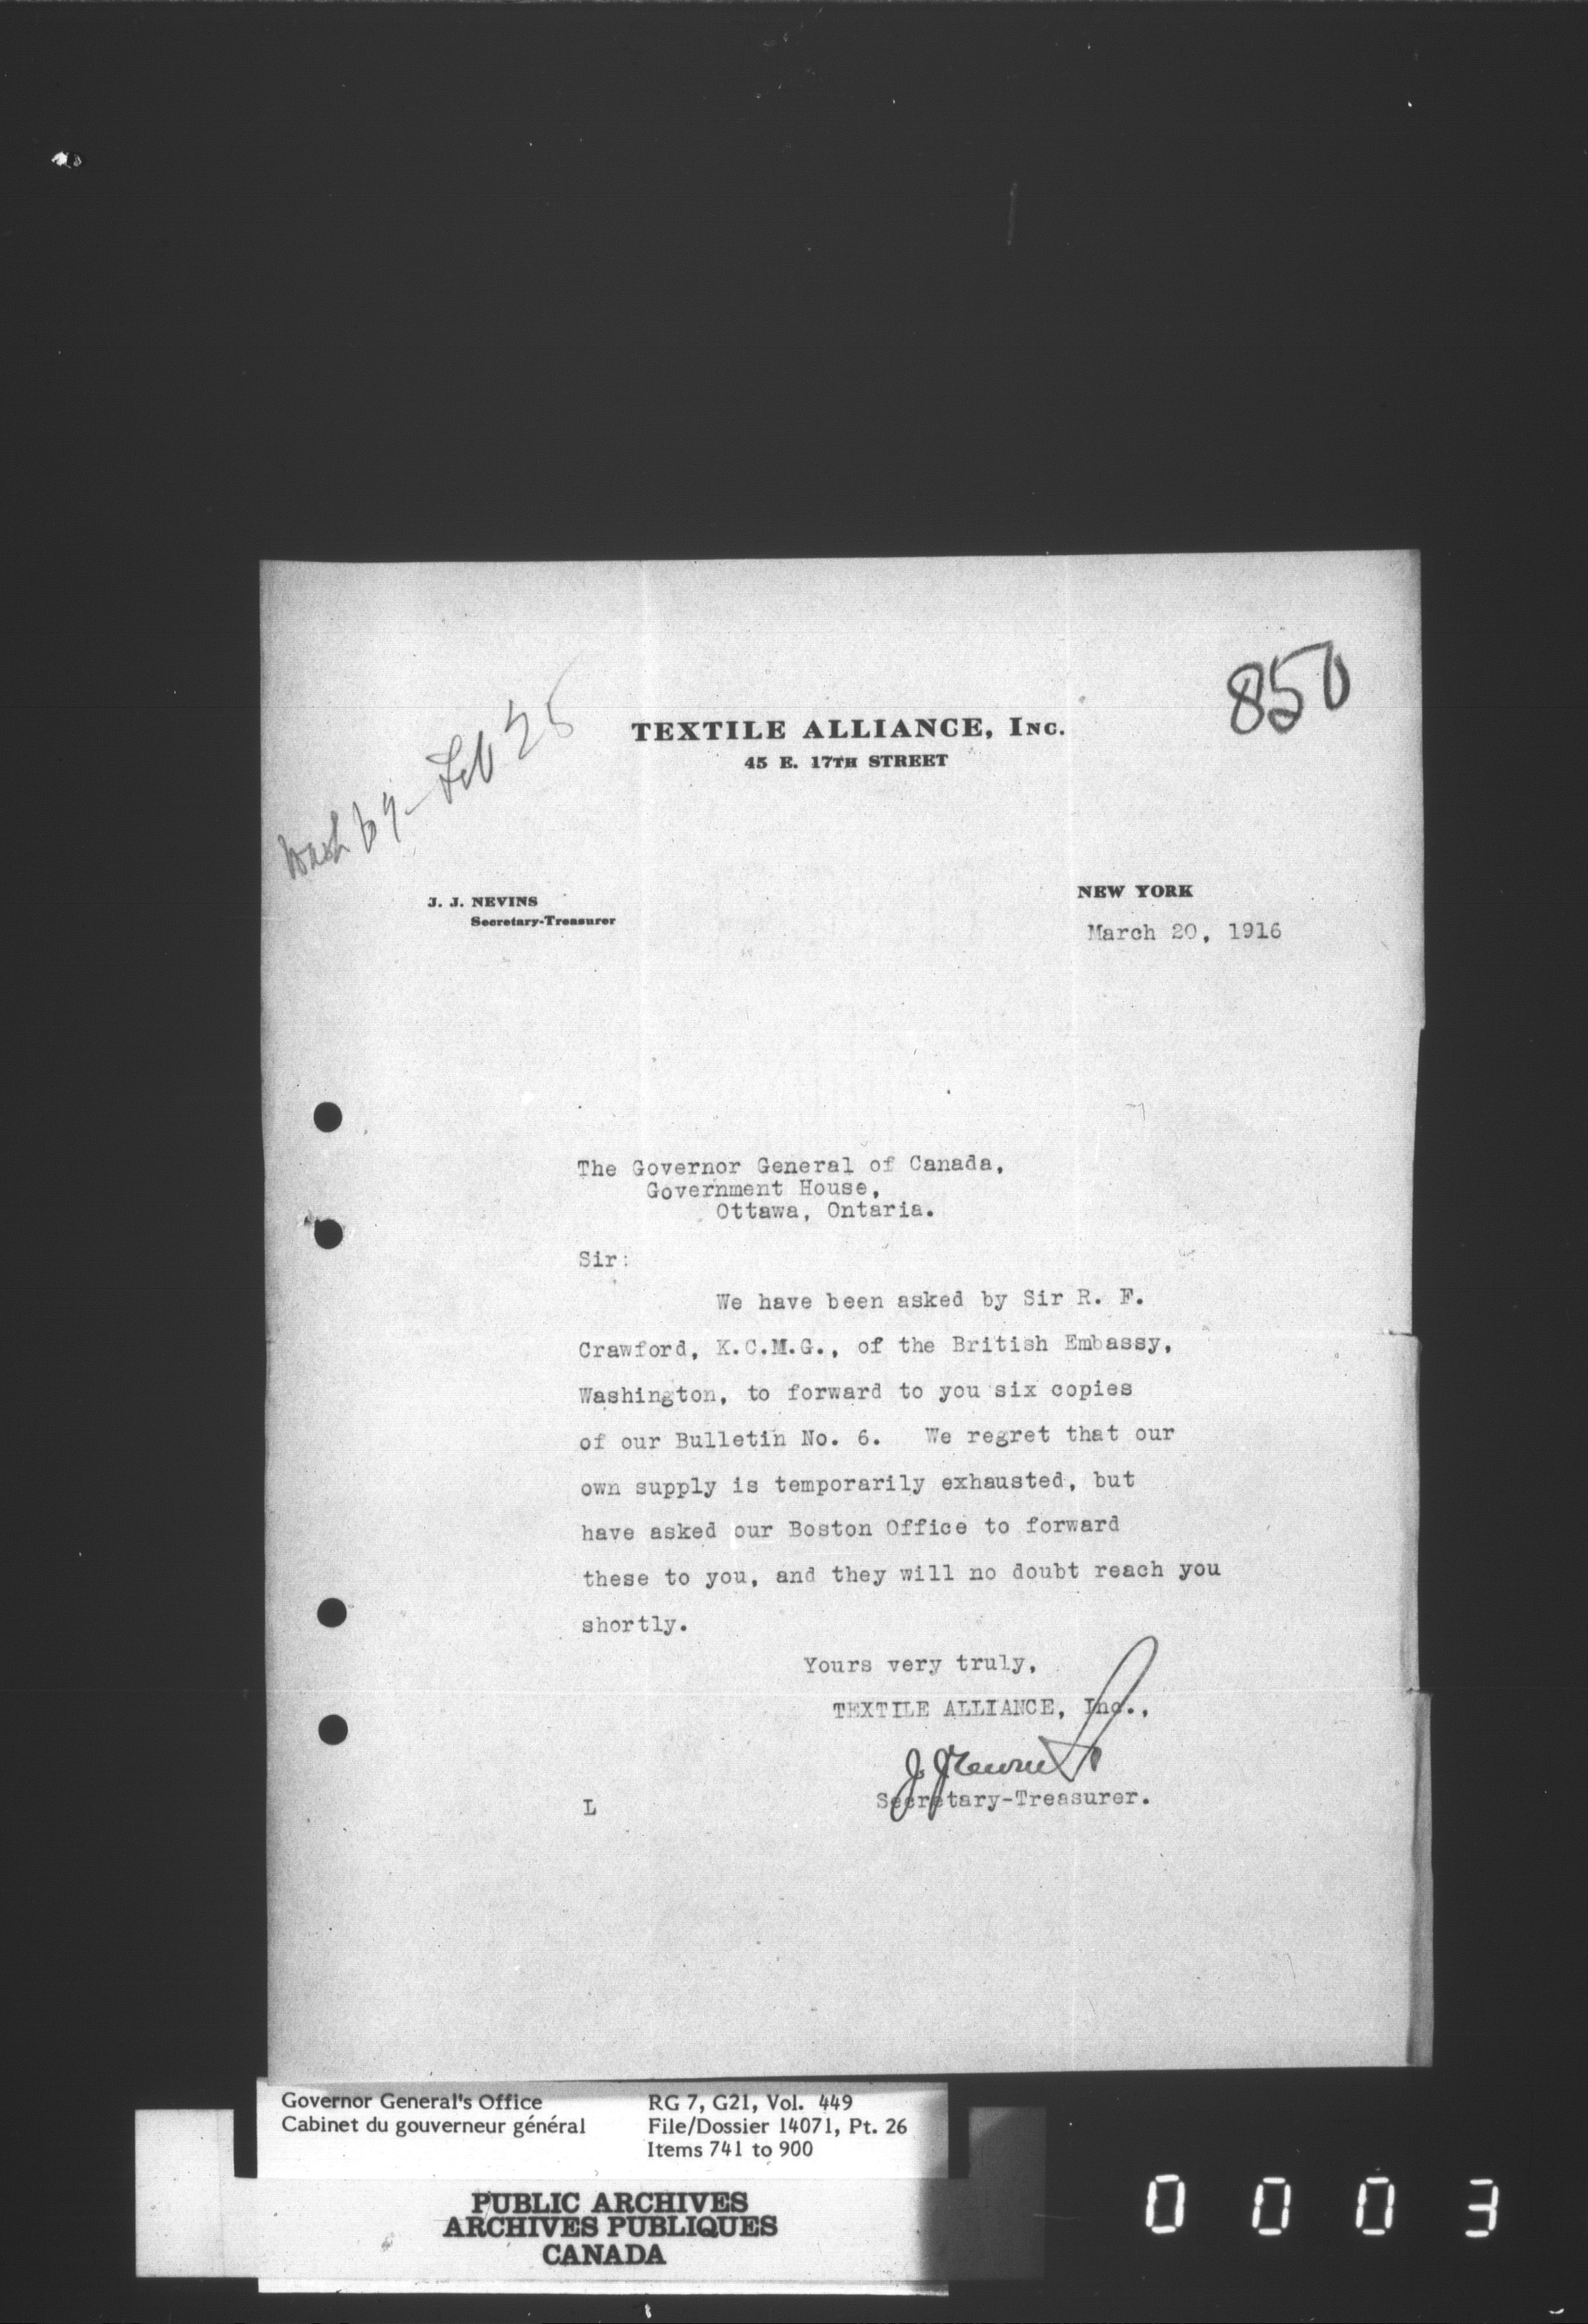 850
TEXTILE ALLIANCE, INC.
45 E. 17TH STREET
Feb 25
J. J. NEVINS
Secretary-Treasurer
NEW YORK
March 20, 1916
The Governor General of Canada,
Government House,
Ottawa, Ontaria.
Sir:
We have been asked by Sir R. F.
Crawford, K.C.M.G., of the British Embassy,
Washington, to forward to you six copies
of our Bulletin No. 6. We regret that our
own supply is temporarily exhausted, but
have asked our Boston Office to forward
these to you, and they will no doubt reach you
shortly.
Yours very truly,
TEXTILE ALLIANCE, Inc.,
J J Nevins
Secretary-Treasurer.
L
Governor General's Office
Cabinet du gouverneur général
RG 7, G21, Vol. 449
File/Dossier 14071, Pt. 26
Items 741 to 900
PUBLIC ARCHIVES
ARCHIVES PUBLIQUES
CANADA
0003